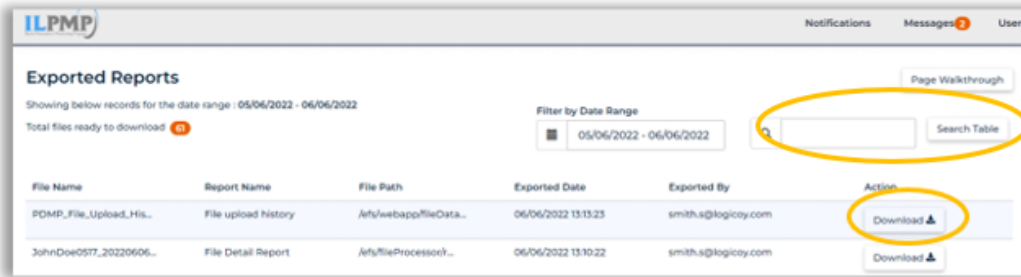 ILPMP
Notifications Messages 2 User
Exported Reports
Page Walkthrough
Showing below records for the date range : 05/06/2022 - 06/06/2022
Filter by Date Range
Total files ready to download 61
05/06/2022 - 06/06/2022 Search Table
File Name Report Name File Path Exported Date Exported By Action
PDMP_File_Upload_His... File upload history /efs/webapp/fileData... 06/06/2022 13:13:23 smith.s@logicoy.com Download
JohnDoe0517_20220606... File Detail Report /efs/fileProcessor/r... 06/06/2022 13:10:22 smith.s@logicoy.com Download